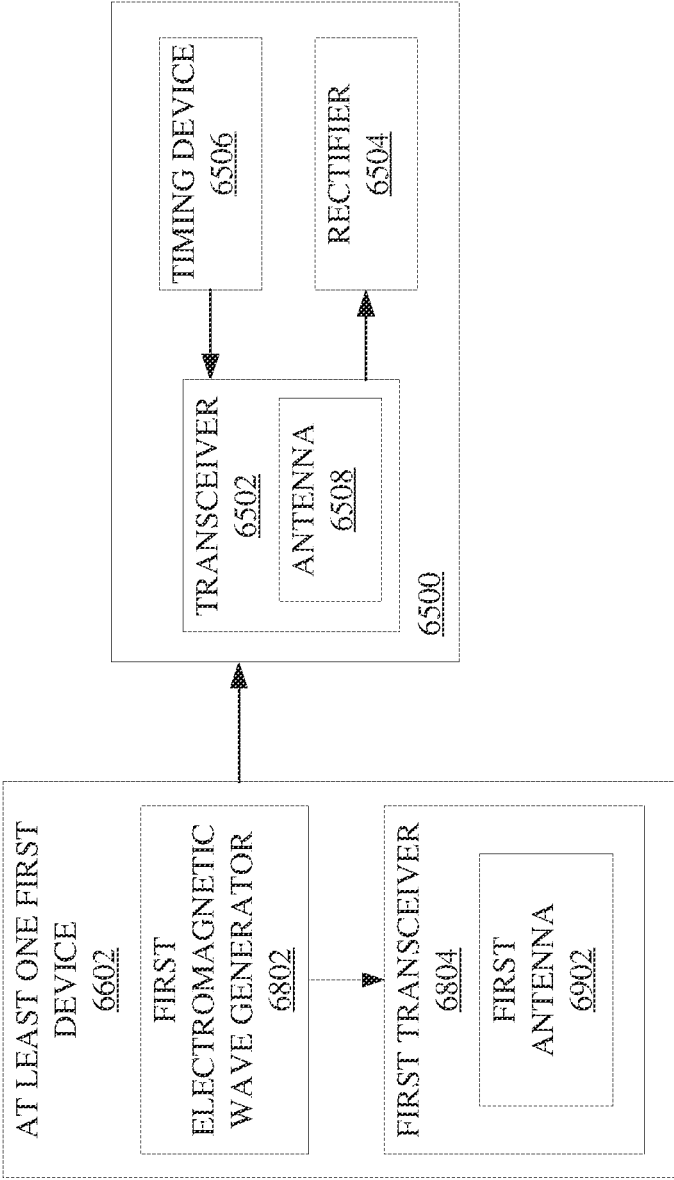 AT LEAST ONE FIRST
DEVICE
6602
FIRST
ELECTROMAGNETIC
WAVE GENERATOR
6802
FIRST TRANSCEIVER
6804
FIRST
ANTENNA
6902
TRANSCEIVER
6502
ANTENNA
6508
6500
TIMING DEVICE
6506
RECTIFIER
6504